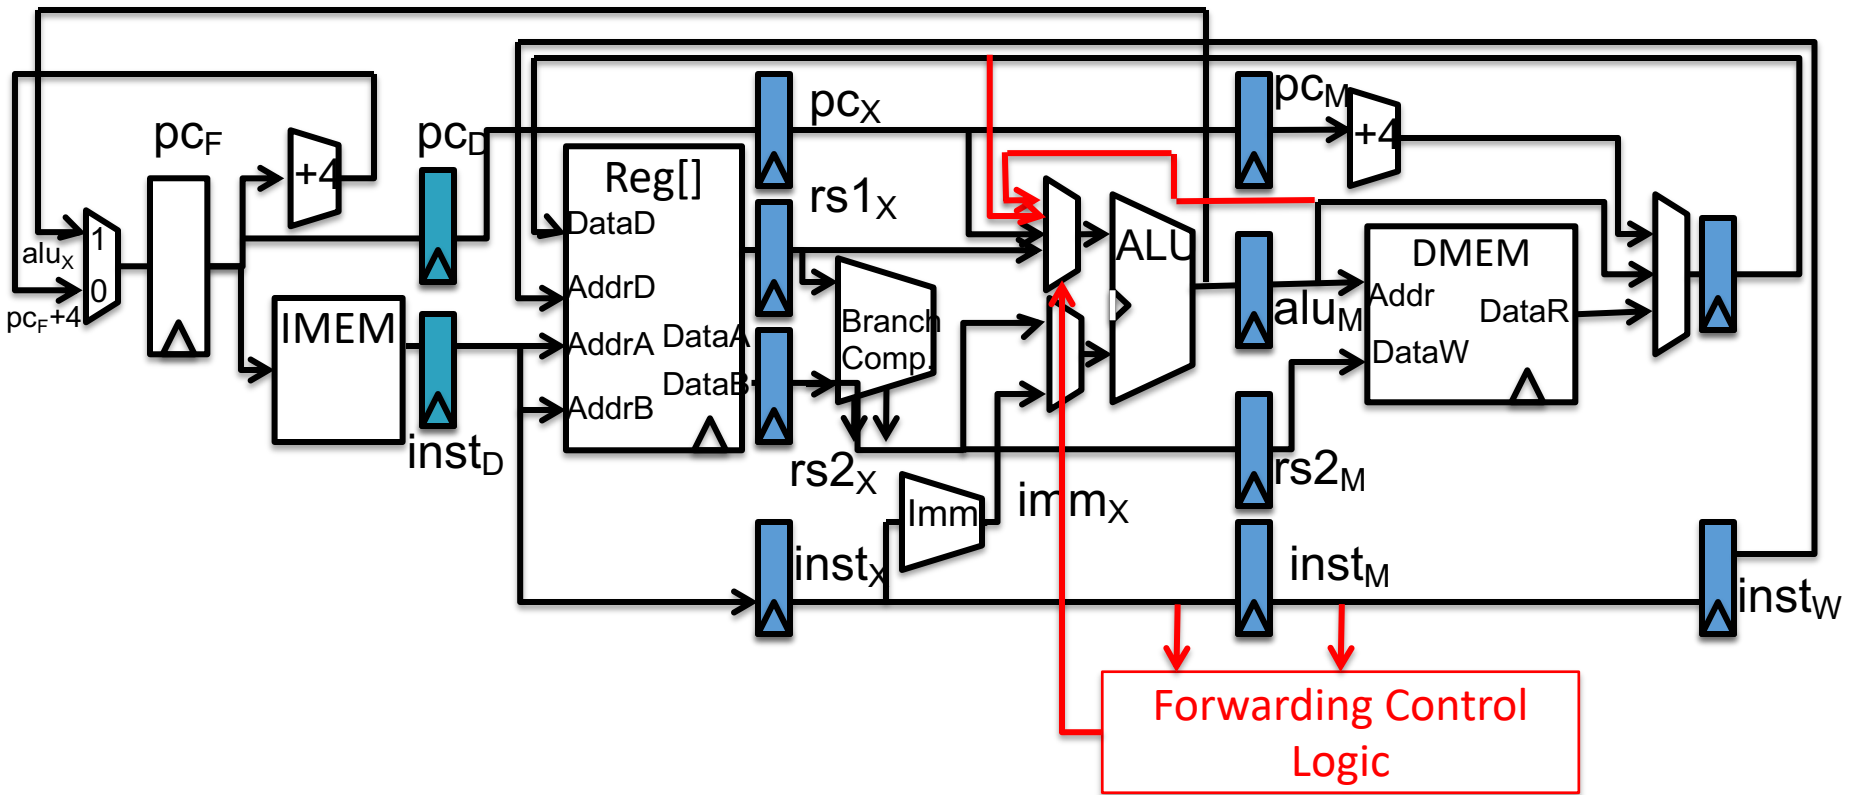 pcF
pcD
pcX
pcM
+4
+4
Reg[]
rs1X
DataD
1
aluX
0
pcF+4
ALU
DMEM
AddrD
Addr
DataR
IMEM
AddrA
DataA
Branch
Comp.
aluM
DataW
DataB
AddrB
instD
rs2X
immX
rs2M
Imm
instX
instM
instW
Forwarding Control
Logic